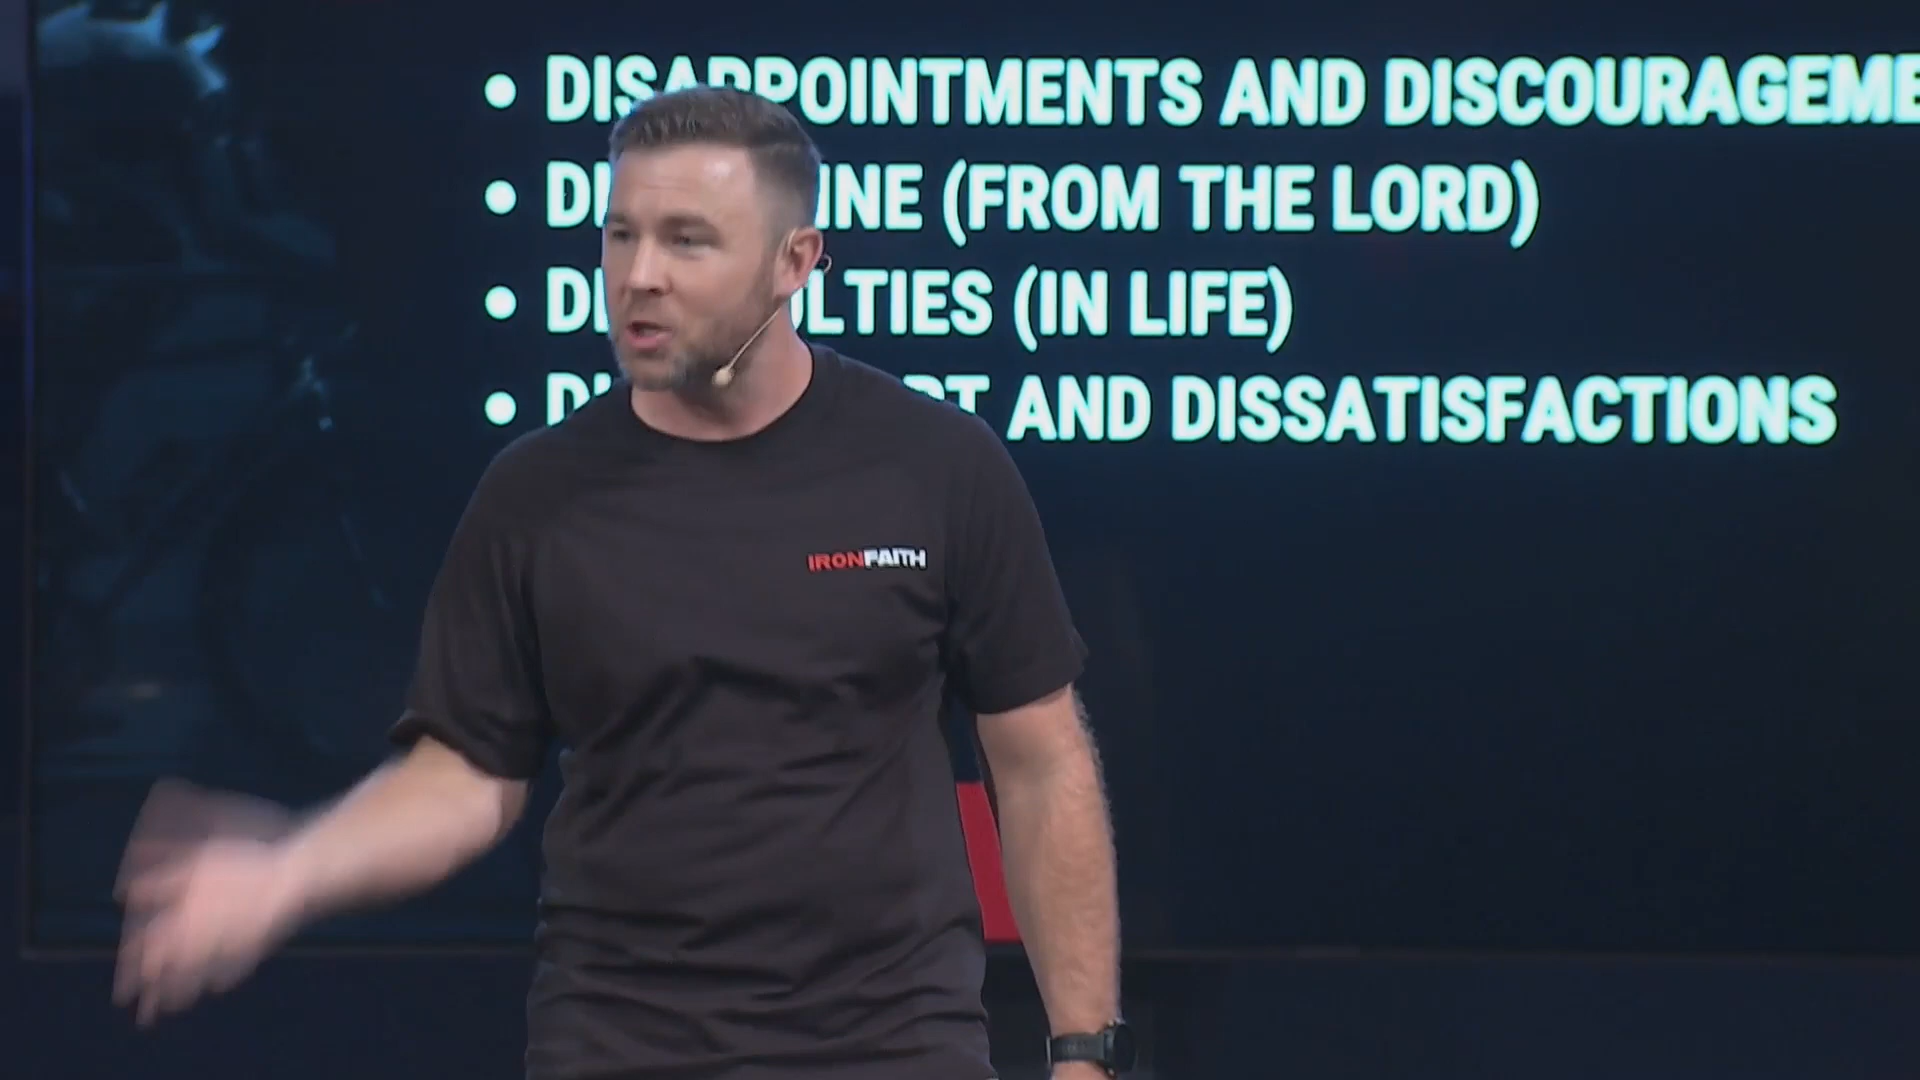 • DISAPPOINTMENTS AND DISCOURAGEME
• (FROM THE LORD)
• (IN LIFE)
• AND DISSATISFACTIONS
IRONFAITH